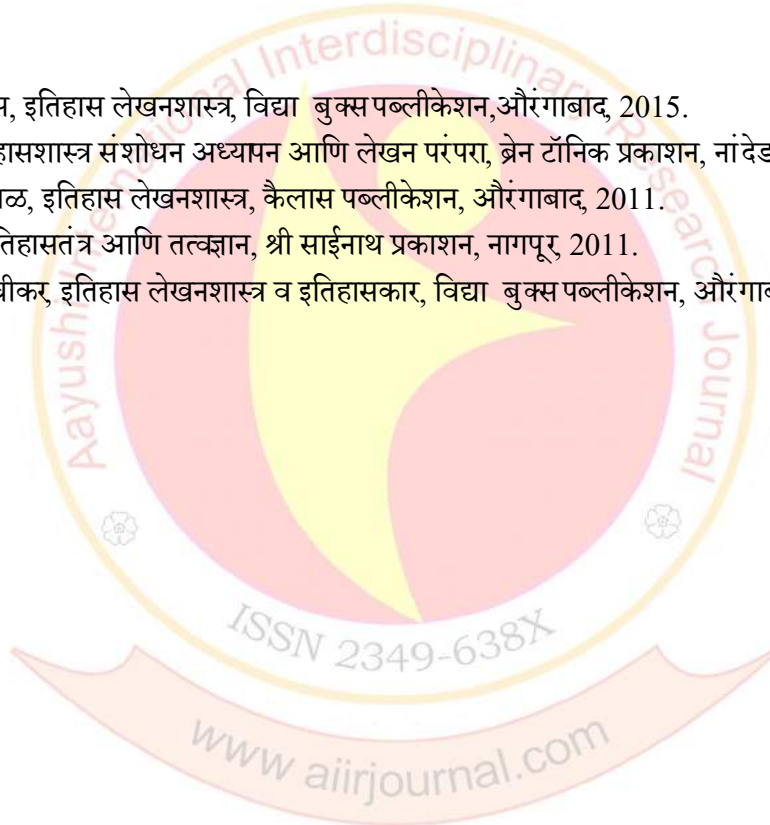 स, इतिहास लेखनशास्त्र, विद्या बुक्स पब्लीकेशन,औरंगाबाद, 2015.
हासशास्त्र संशोधन अध्यापन आणि लेखन परंपरा, ब्रेन टॉनिक प्रकाशन, नांदेड
ळ, इतिहास लेखनशास्त्र, कैलास पब्लीकेशन, औरंगाबाद, 2011.
तिहासतंत्र आणि तत्वज्ञान, श्री साईनाथ प्रकाशन, नागपूर, 2011.
वीकर, इतिहास लेखनशास्त्र व इतिहासकार, विद्या बुक्स पब्लीकेशन, औरंगाब
Aayushi International Interdisciplinary Research Journal
ISSN 2349-638X
www aiirjournal.com